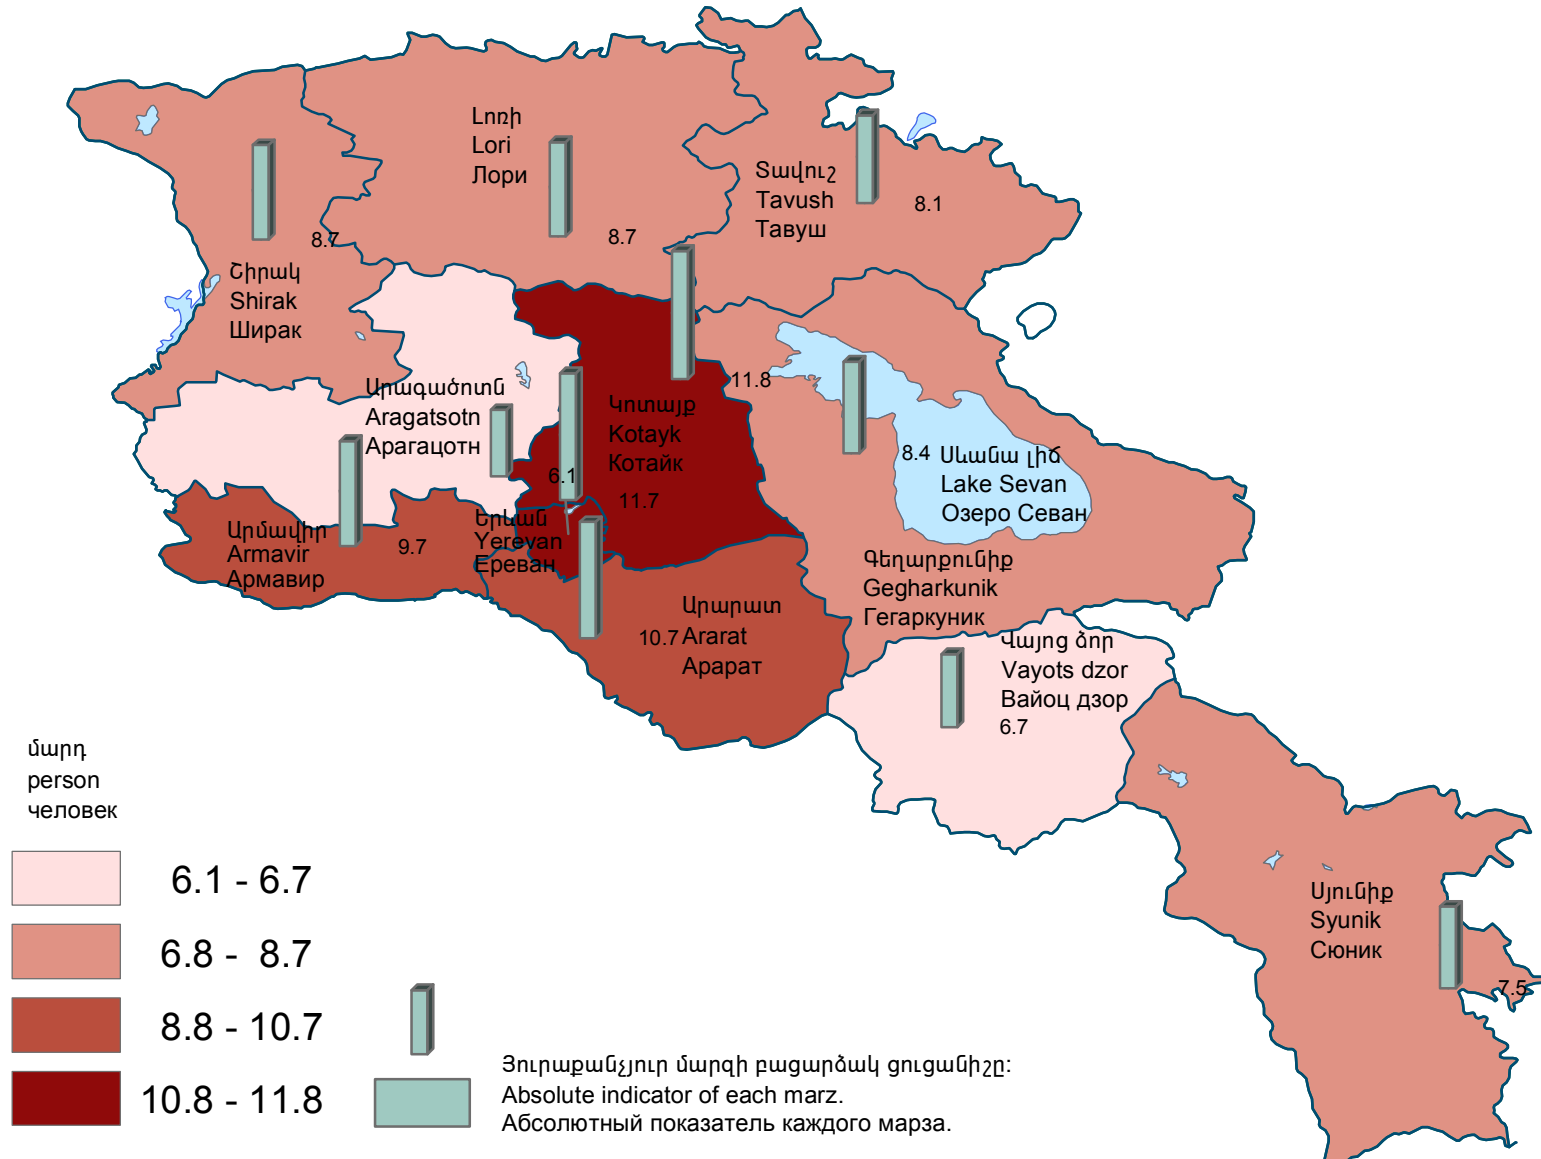 Լոռի
Lori
Лори
8.7
Տավուշ
Tavush
Тавуш
8.1
8.7
Շիրակ
Shirak
Ширак
Արագածոտն
Aragatsotn
Арагацотн
6.1
11.8
Կոտայք
Kotayk
Котайк
11.7
8.4
Սևանա լիճ
Lake Sevan
Озеро Севан
Արմավիր
Armavir
Армавир
9.7
Երևան
Yerevan
Ереван
Գեղարքունիք
Gegharkunik
Гегаркуник
10.7
Արարատ
Ararat
Арарат
Վայոց ձոր
Vayots dzor
Вайоц дзор
6.7
Սյունիք
Syunik
Сюник
7.5
մարդ
person
человек
6.1 - 6.7
6.8 - 8.7
8.8 - 10.7
10.8 - 11.8
Յուրաքանչյուր մարզի բացարձակ ցուցանիշը:
Absolute indicator of each marz.
Абсолютный показатель каждого марза.